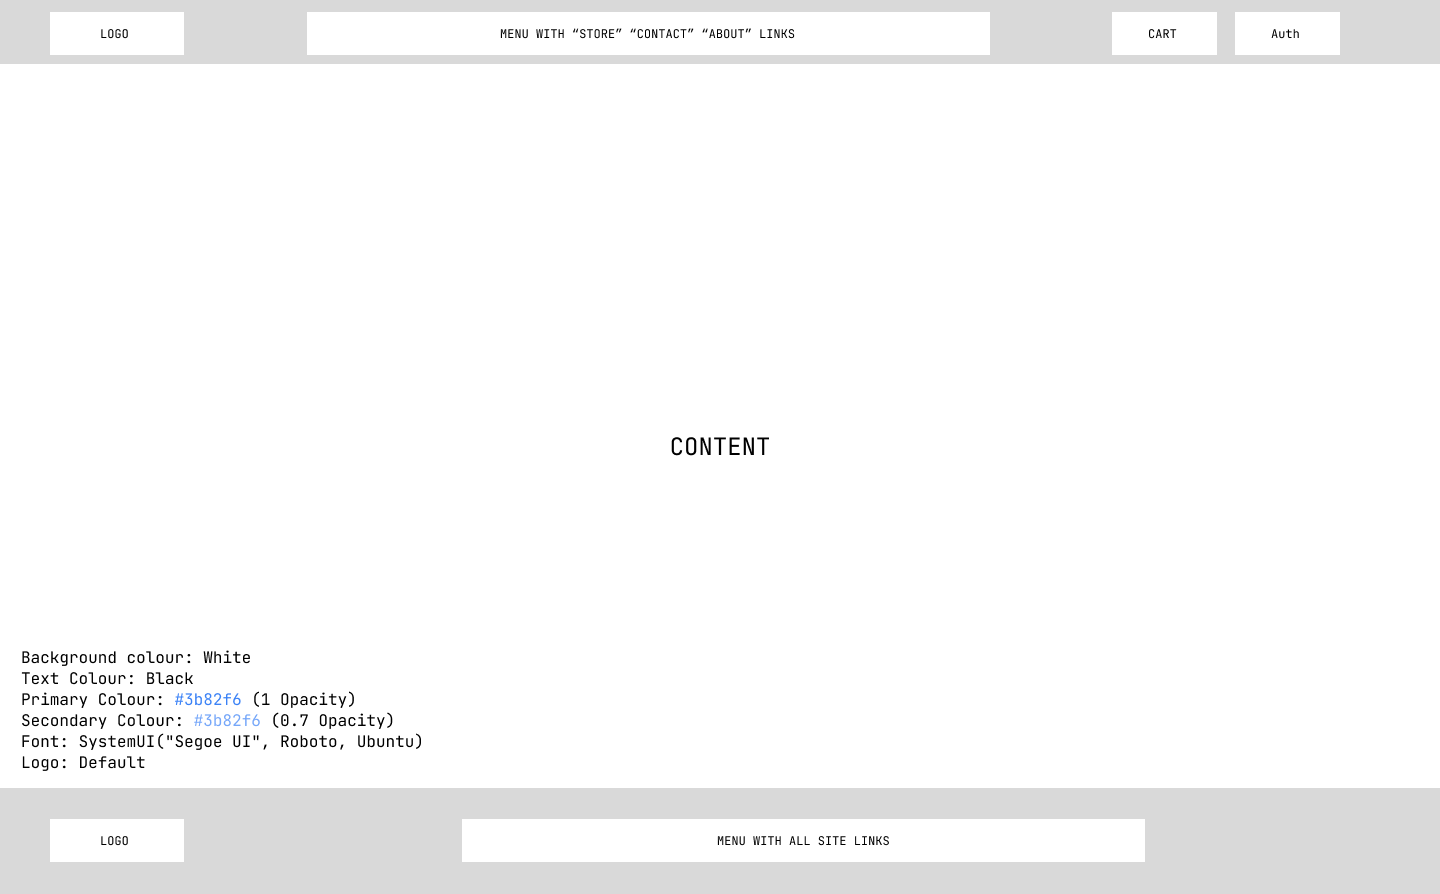 LOGO
MENU WITH “STORE” “CONTACT” “ABOUT” LINKS
CART
Auth
CONTENT
Background colour: White
Text Colour: Black
Primary Colour: #3b82f6 (1 Opacity)
Secondary Colour: #3b82f6 (0.7 Opacity)
Font: SystemUI("Segoe UI", Roboto, Ubuntu)
Logo: Default
LOGO
MENU WITH ALL SITE LINKS